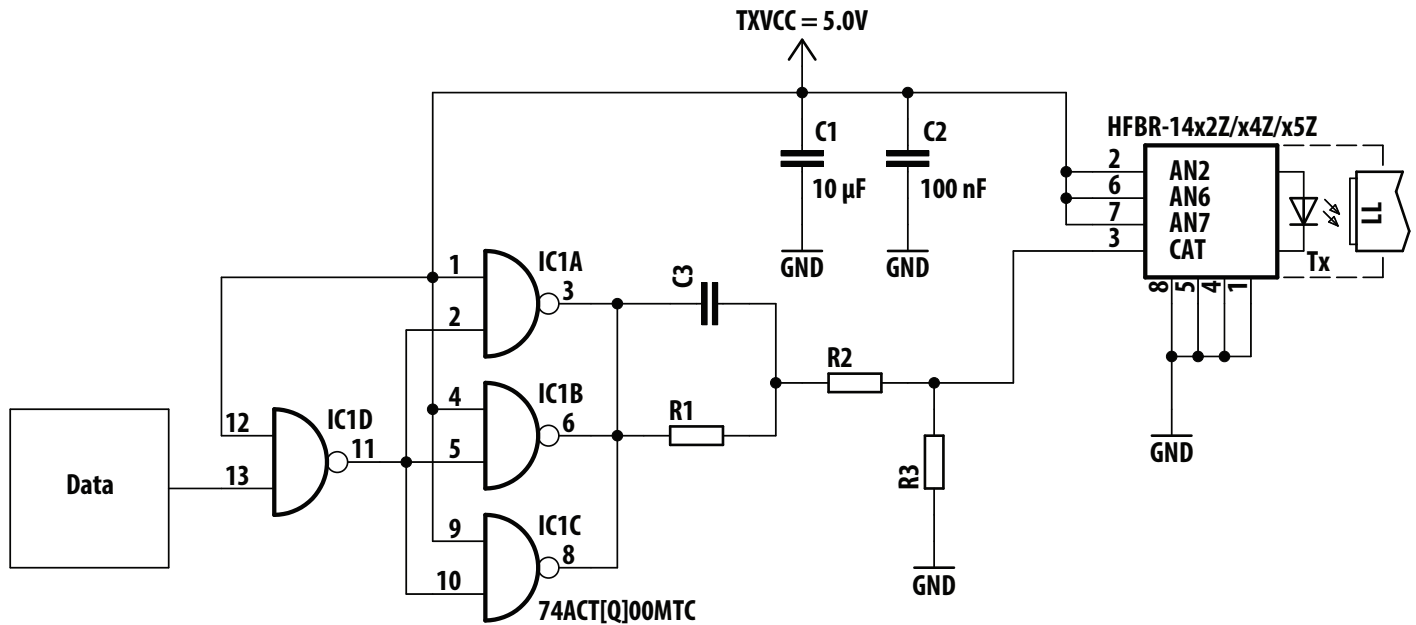 TXVCC = 5.0V
C1
10 µF
C2
100 nF
GND
GND
HFBR-14x2Z/x4Z/x5Z
2
6
7
3
AN2
AN6
AN7
CAT
Tx
LL
8
5
4
1
GND
1
2
IC1A
3
C3
4
5
IC1B
6
R1
R2
R3
GND
12
13
IC1D
11
Data
9
10
IC1C
8
74ACT[Q]00MTC